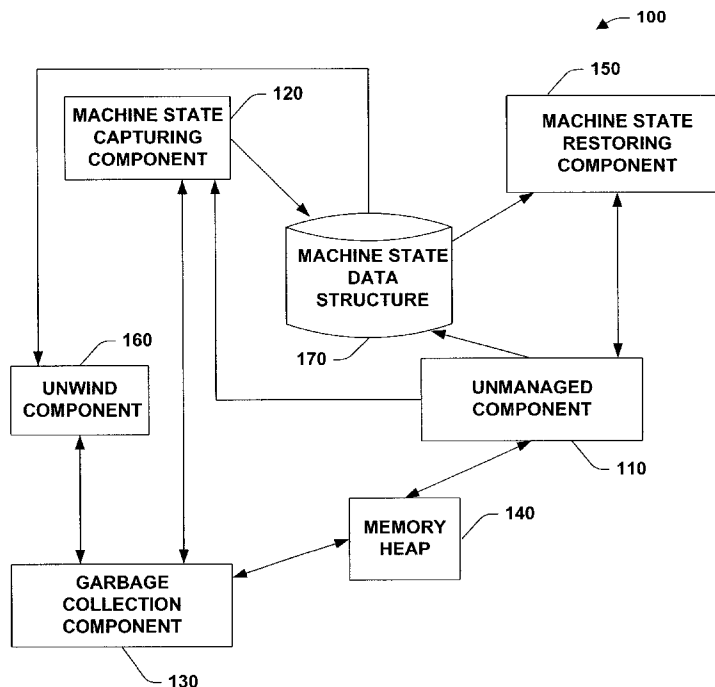 100
150
120
MACHINE STATE
CAPTURING
COMPONENT
MACHINE STATE
RESTORING
COMPONENT
MACHINE STATE
DATA
STRUCTURE
160
170
UNWIND
COMPONENT
UNMANAGED
COMPONENT
110
MEMORY
HEAP
140
GARBAGE
COLLECTION
COMPONENT
130